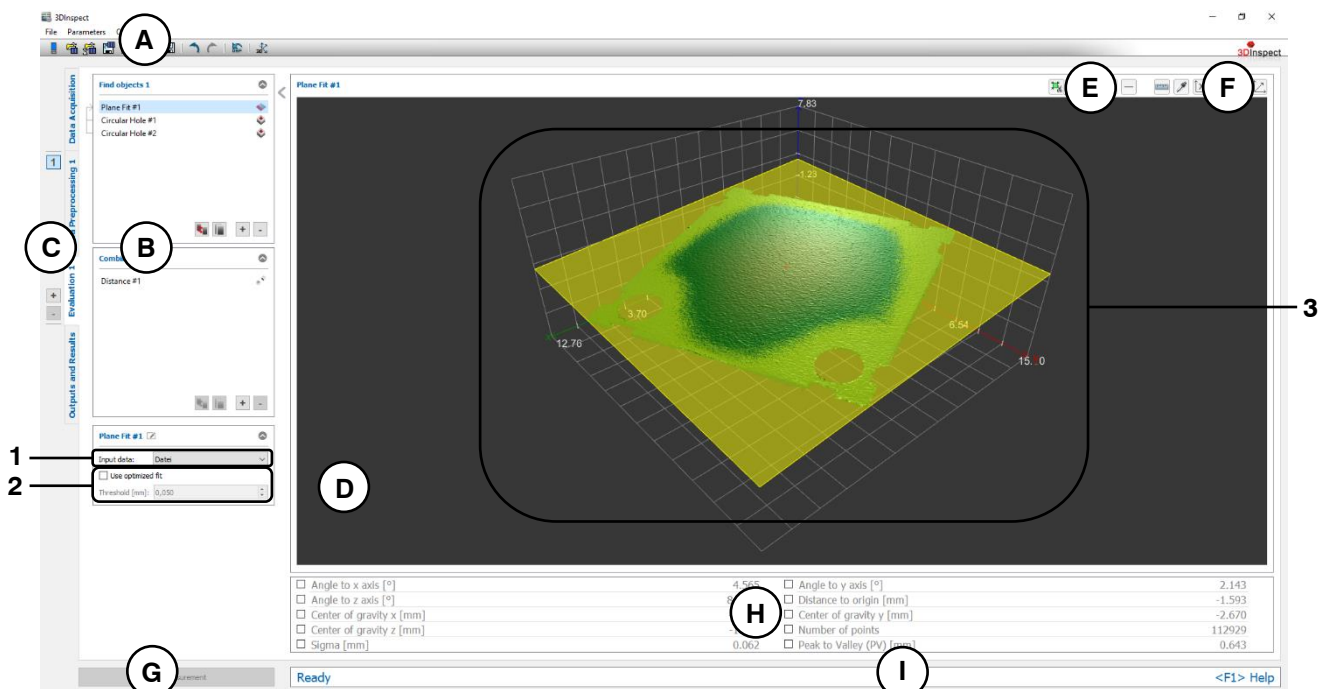 3DInspect
File Parameters
A
3DInspect
Data Acquisition
Preprocessing 1
Evaluation 1
Outputs and Results
1
C
+
-
Find objects 1
Plane Fit #1
Circular Hole #1
Circular Hole #2
+ -
B
Distance #1
+ -
Plane Fit #1
1
Input data: Datei
2
Use optimized fit
Threshold [mm]: 0,050
Plane Fit #1
E
F
7.83
-1.23
3.70
6.54
12.76
3
D
Angle to x axis [°] 4.565 Angle to y axis [°] 2.143
Angle to z axis [°] Distance to origin [mm] -1.593
Center of gravity x [mm] Center of gravity y [mm] -2.670
Center of gravity z [mm] Number of points 112929
Sigma [mm] 0.062 Peak to Valley (PV) [mm] 0.643
H
G
Ready
I
<F1> Help